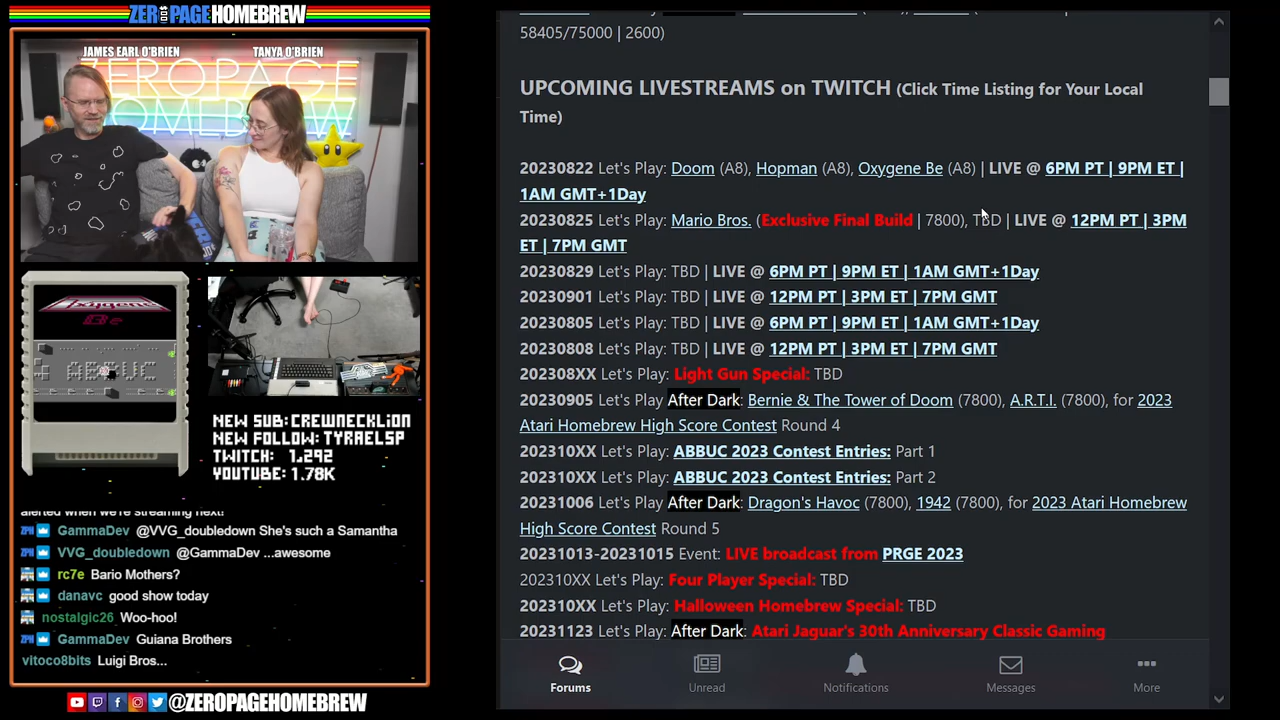 ZEROPAGE HOMEBREW
JAMES EARL O'BRIEN
TANYA O'BRIEN
ZEROPAGE
HOMEBREW
Be
ABBUC
NEW SUB: CREWNECKLION
NEW FOLLOW: TYRAELSP
TWITCH: 1,292
YOUTUBE: 1.78K
alerted when we're streaming next!
GammaDev @VVG_doubledown She's such a Samantha
VVG_doubledown @GammaDev ...awesome
rc7e Bario Mothers?
danavc good show today
nostalgic26 Woo-hoo!
GammaDev Guiana Brothers
vitoco8bits Luigi Bros...
@ZEROPAGEHOMEBREW
58405/75000 | 2600)
UPCOMING LIVESTREAMS on TWITCH (Click Time Listing for Your Local
Time)
20230822 Let's Play: Doom (A8), Hopman (A8), Oxygene Be (A8) | LIVE @ 6PM PT | 9PM ET |
1AM GMT+1Day
20230825 Let's Play: Mario Bros. (Exclusive Final Build | 7800), TBD | LIVE @ 12PM PT | 3PM
ET | 7PM GMT
20230829 Let's Play: TBD | LIVE @ 6PM PT | 9PM ET | 1AM GMT+1Day
20230901 Let's Play: TBD | LIVE @ 12PM PT | 3PM ET | 7PM GMT
20230805 Let's Play: TBD | LIVE @ 6PM PT | 9PM ET | 1AM GMT+1Day
20230808 Let's Play: TBD | LIVE @ 12PM PT | 3PM ET | 7PM GMT
202308XX Let's Play: Light Gun Special: TBD
20230905 Let's Play After Dark: Bernie & The Tower of Doom (7800), A.R.T.I. (7800), for 2023
Atari Homebrew High Score Contest Round 4
202310XX Let's Play: ABBUC 2023 Contest Entries: Part 1
202310XX Let's Play: ABBUC 2023 Contest Entries: Part 2
20231006 Let's Play After Dark: Dragon's Havoc (7800), 1942 (7800), for 2023 Atari Homebrew
High Score Contest Round 5
20231013-20231015 Event: LIVE broadcast from PRGE 2023
202310XX Let's Play: Four Player Special: TBD
202310XX Let's Play: Halloween Homebrew Special: TBD
20231123 Let's Play: After Dark: Atari Jaguar's 30th Anniversary Classic Gaming
Forums
Unread
Notifications
Messages
More